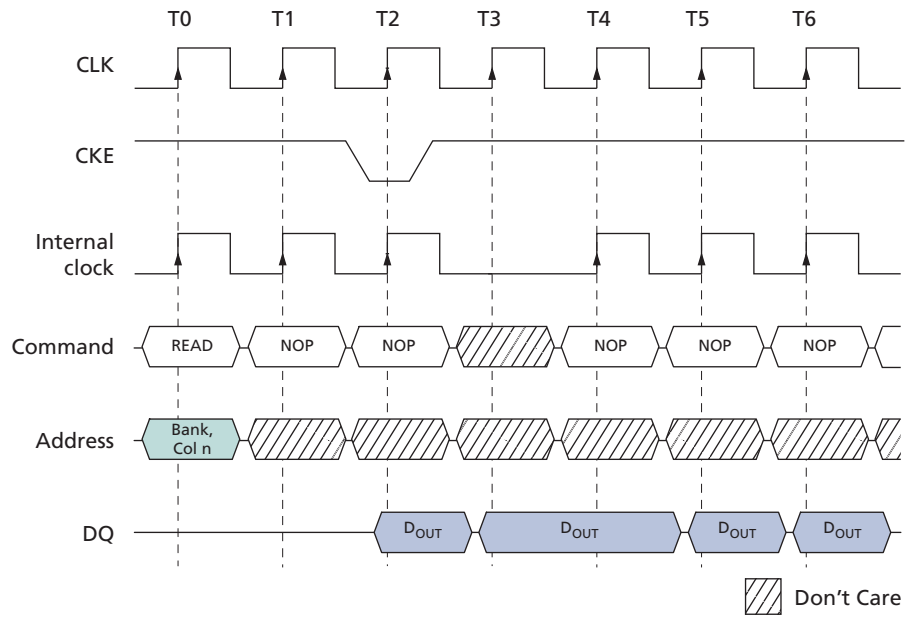 T0 T1 T2 T3 T4 T5 T6
CLK
CKE
Internal
clock
Command READ NOP NOP NOP NOP NOP
Address Bank,
Col n
DQ DOUT DOUT DOUT DOUT
Don't Care